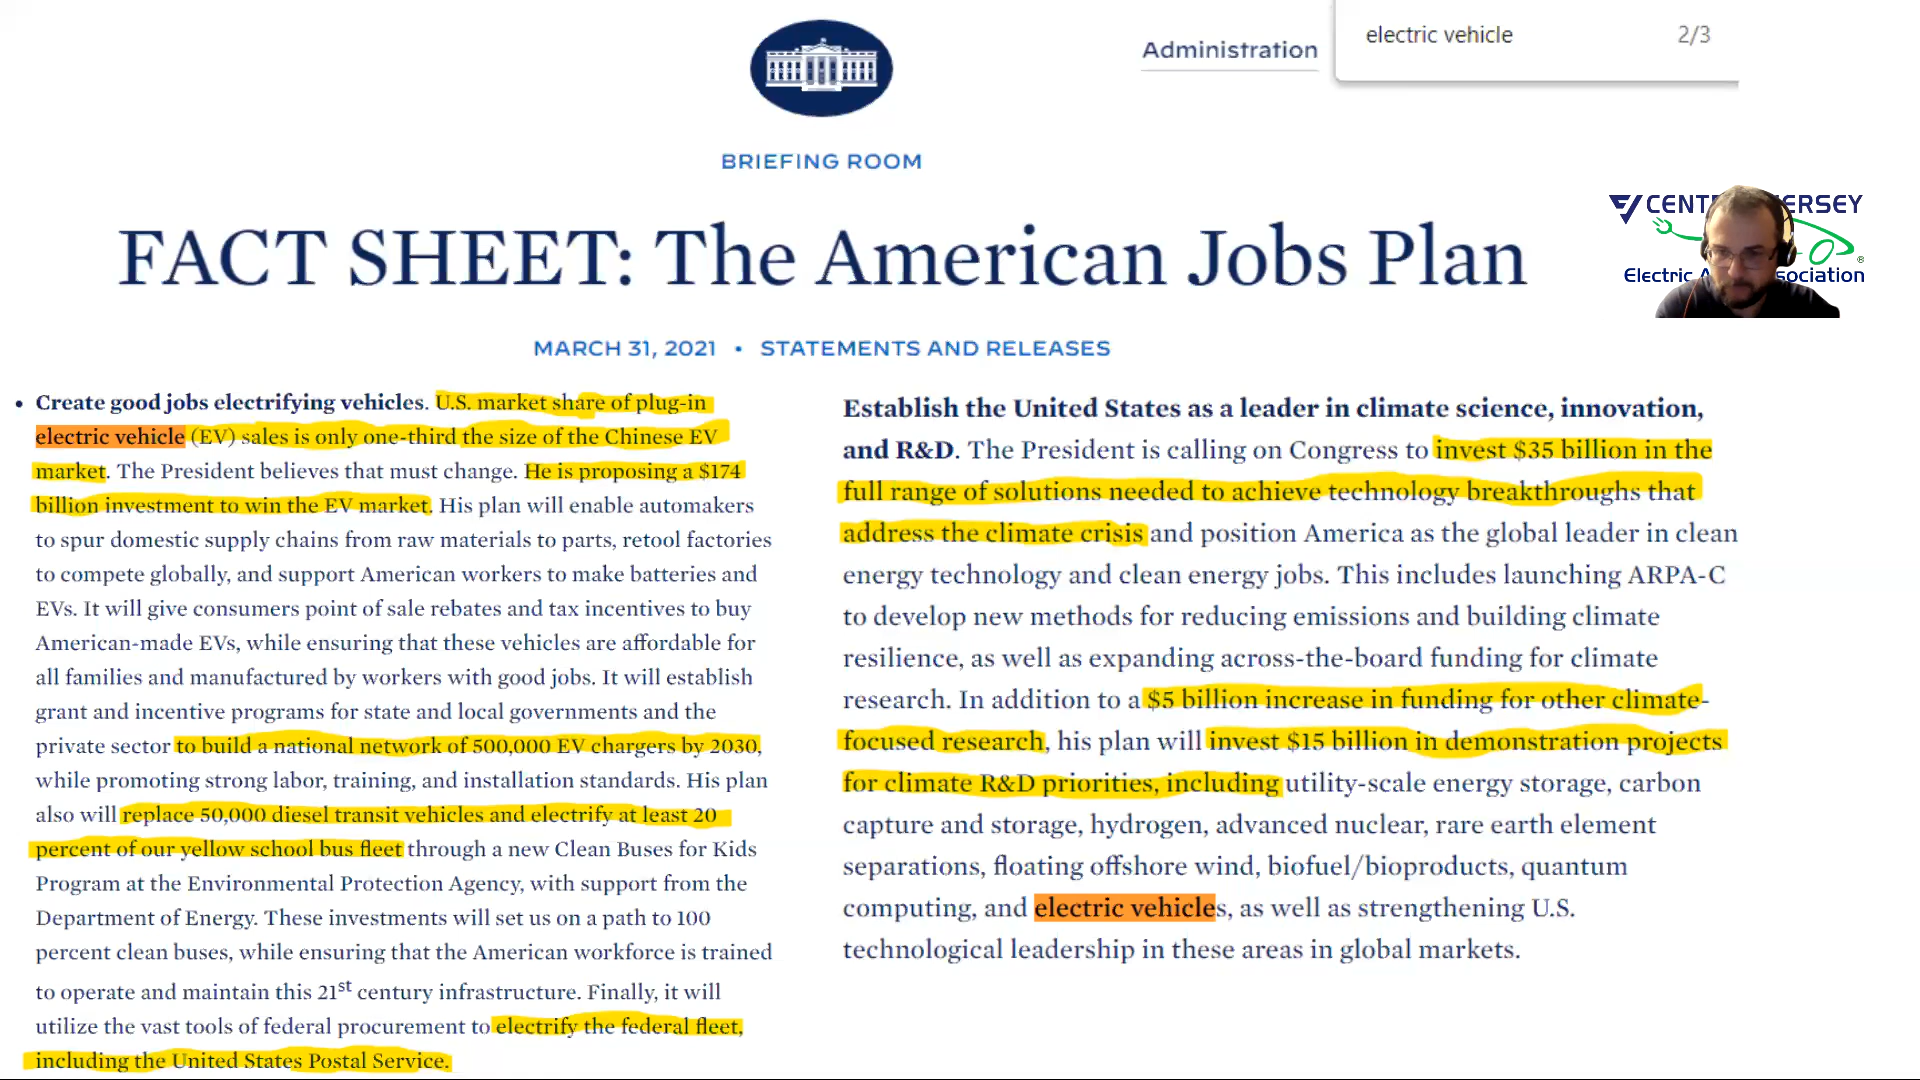 electric vehicle 2/3
Administration
BRIEFING ROOM
FACT SHEET: The American Jobs Plan
MARCH 31, 2021 • STATEMENTS AND RELEASES
CENT ERSEY
Electric A sociation
• Create good jobs electrifying vehicles. U.S. market share of plug-in
electric vehicle (EV) sales is only one-third the size of the Chinese EV
market. The President believes that must change. He is proposing a $174
billion investment to win the EV market. His plan will enable automakers
to spur domestic supply chains from raw materials to parts, retool factories
to compete globally, and support American workers to make batteries and
EVs. It will give consumers point of sale rebates and tax incentives to buy
American-made EVs, while ensuring that these vehicles are affordable for
all families and manufactured by workers with good jobs. It will establish
grant and incentive programs for state and local governments and the
private sector to build a national network of 500,000 EV chargers by 2030,
while promoting strong labor, training, and installation standards. His plan
also will replace 50,000 diesel transit vehicles and electrify at least 20
percent of our yellow school bus fleet through a new Clean Buses for Kids
Program at the Environmental Protection Agency, with support from the
Department of Energy. These investments will set us on a path to 100
percent clean buses, while ensuring that the American workforce is trained
to operate and maintain this 21st century infrastructure. Finally, it will
utilize the vast tools of federal procurement to electrify the federal fleet,
including the United States Postal Service.
Establish the United States as a leader in climate science, innovation,
and R&D. The President is calling on Congress to invest $35 billion in the
full range of solutions needed to achieve technology breakthroughs that
address the climate crisis and position America as the global leader in clean
energy technology and clean energy jobs. This includes launching ARPA-C
to develop new methods for reducing emissions and building climate
resilience, as well as expanding across-the-board funding for climate
research. In addition to a $5 billion increase in funding for other climate-
focused research, his plan will invest $15 billion in demonstration projects
for climate R&D priorities, including utility-scale energy storage, carbon
capture and storage, hydrogen, advanced nuclear, rare earth element
separations, floating offshore wind, biofuel/bioproducts, quantum
computing, and electric vehicles, as well as strengthening U.S.
technological leadership in these areas in global markets.